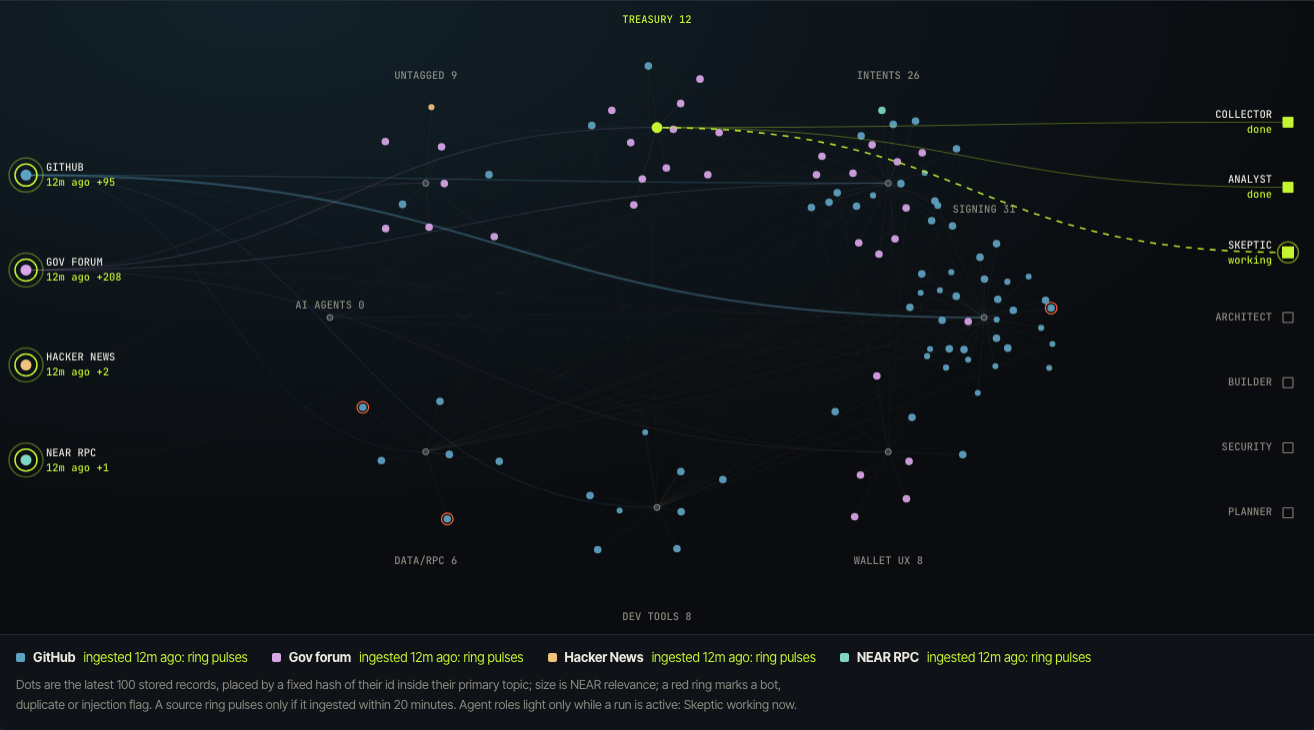 TREASURY 12
UNTAGGED 9
INTENTS 26
COLLECTOR
done
GITHUB
12m ago +95
ANALYST
done
SIGNING 31
SKEPTIC
working
GOV FORUM
12m ago +208
AI AGENTS 0
ARCHITECT
HACKER NEWS
12m ago +2
BUILDER
SECURITY
NEAR RPC
12m ago +1
PLANNER
DATA/RPC 6
WALLET UX 8
DEV TOOLS 8
GitHub ingested 12m ago: ring pulses Gov forum ingested 12m ago: ring pulses Hacker News ingested 12m ago: ring pulses NEAR RPC ingested 12m ago: ring pulses
Dots are the latest 100 stored records, placed by a fixed hash of their id inside their primary topic; size is NEAR relevance; a red ring marks a bot,
duplicate or injection flag. A source ring pulses only if it ingested within 20 minutes. Agent roles light only while a run is active: Skeptic working now.